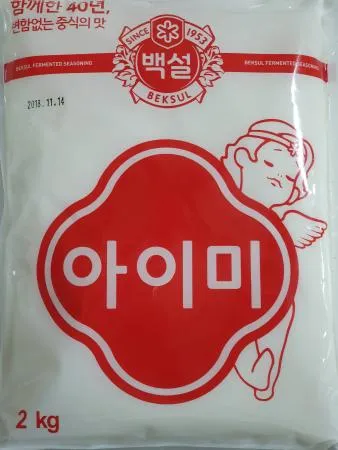 함께한 40년,
변함없는 중식의 맛
SINCE 1953
백설
BEKSUL
BEKSUL FERMENTED SEASONING
BEKSUL FERMENTED SEASONING
2018.11.14
아이미
2 kg